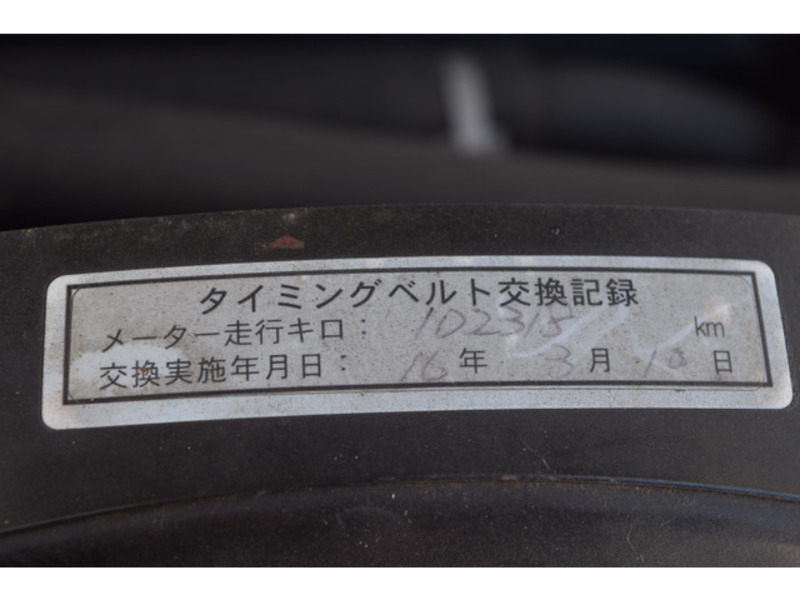 タイミングベルト交換記録
メーター走行キロ： 102315 km
交換実施年月日： 16 年 3 月 10 日